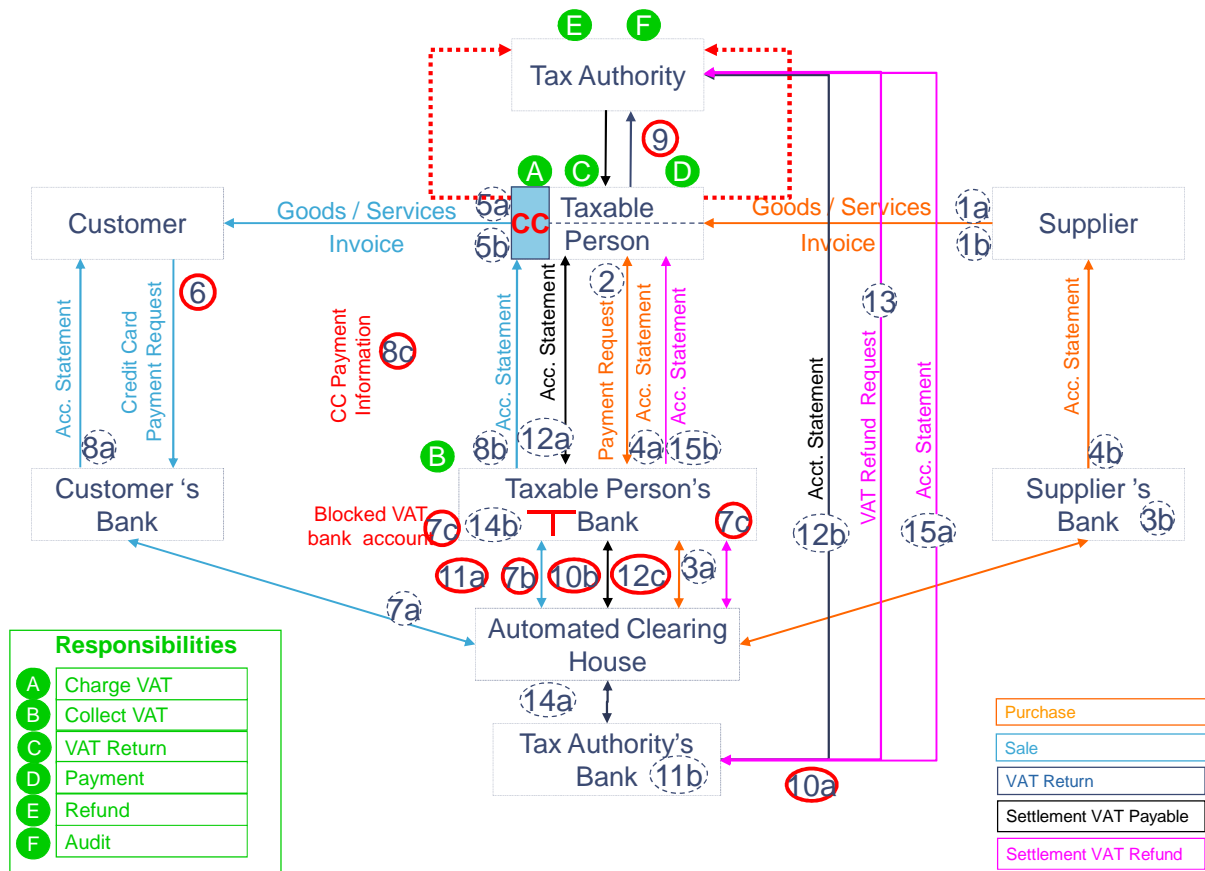 E
F
Tax Authority
9
A
C
D
Customer
Goods / Services
Invoice
5a
5b
CC
Taxable
Person
Goods / Services
Invoice
1a
1b
Supplier
6
2
13
Acc. Statement
Credit Card
Payment Request
CC Payment
Information
8c
Acc. Statement
Acc. Statement
Payment Request
Acc. Statement
Acc. Statement
Acct. Statement
VAT Refund Request
Acc. Statement
Acc. Statement
8a
B
8b
12a
4a
15b
4b
Customer ‘s
Bank
Taxable Person’s
Bank
Supplier ’s
Bank
3b
Blocked VAT
bank account
7c
14b
7c
12b
15a
11a
7b
10b
12c
3a
7a
Automated Clearing
House
14a
Tax Authority’s
Bank
11b
10a
Responsibilities
A Charge VAT
B Collect VAT
C VAT Return
D Payment
E Refund
F Audit
Purchase
Sale
VAT Return
Settlement VAT Payable
Settlement VAT Refund